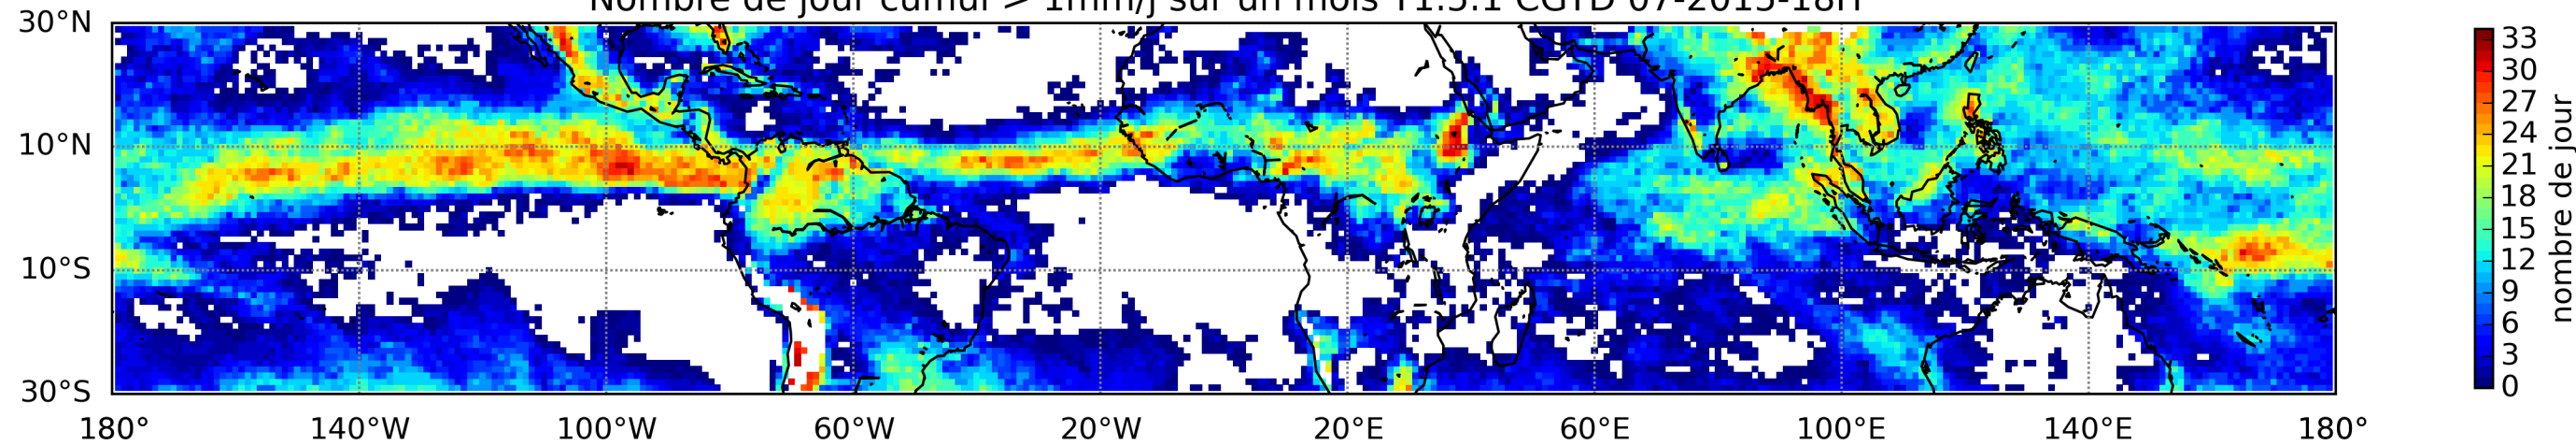 Nombre de jour cumul > 1mm/j sur un mois T1.5.1 CGTD 07-2015-18H
30°N
10°N
10°S
30°S
180° 140°W 100°W 60°W 20°W 20°E 60°E 100°E 140°E 180°
33
30
27
24
21
18
15
12
9
6
3
0
nombre de jour